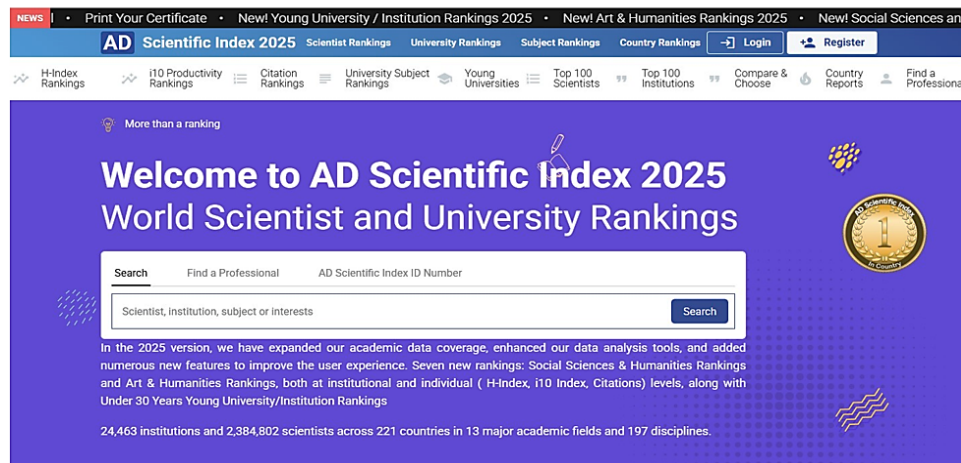 NEWS l • Print Your Certificate • New! Young University / Institution Rankings 2025 • New! Art & Humanities Rankings 2025 • New! Social Sciences an
AD Scientific Index 2025 Scientist Rankings University Rankings Subject Rankings Country Rankings Login Register
H-Index Rankings
i10 Productivity Rankings
Citation Rankings
University Subject Rankings
Young Universities
Top 100 Scientists
Top 100 Institutions
Compare & Choose
Country Reports
Find a Professiona
More than a ranking
Welcome to AD Scientific Index 2025
World Scientist and University Rankings
AD Scientific Index
1
In Country
Search Find a Professional AD Scientific Index ID Number
Scientist, institution, subject or interests Search
In the 2025 version, we have expanded our academic data coverage, enhanced our data analysis tools, and added
numerous new features to improve the user experience. Seven new rankings: Social Sciences & Humanities Rankings
and Art & Humanities Rankings, both at institutional and individual ( H-Index, i10 Index, Citations) levels, along with
Under 30 Years Young University/Institution Rankings
24,463 institutions and 2,384,802 scientists across 221 countries in 13 major academic fields and 197 disciplines.